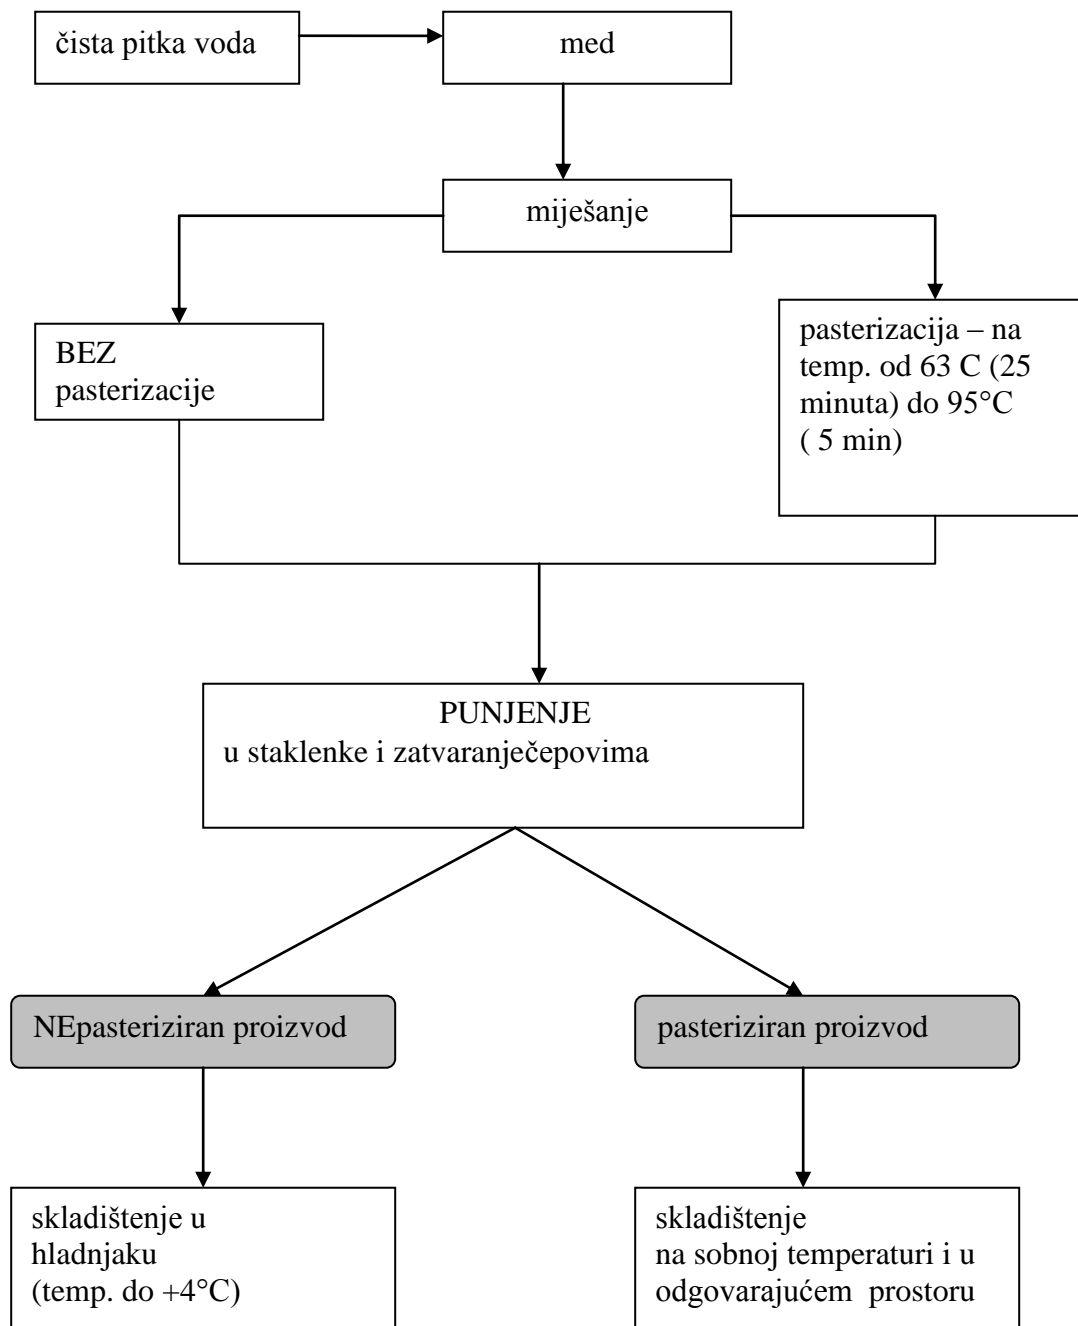 čista pitka voda
med
miješanje
BEZ
pasterizacije
pasterizacija – na
temp. od 63 C (25
minuta) do 95°C
( 5 min)
PUNJENJE
u staklenke i zatvaranječepovima
NEpasteriziran proizvod
pasteriziran proizvod
skladištenje u
hladnjaku
(temp. do +4°C)
skladištenje
na sobnoj temperaturi i u
odgovarajućem  prostoru